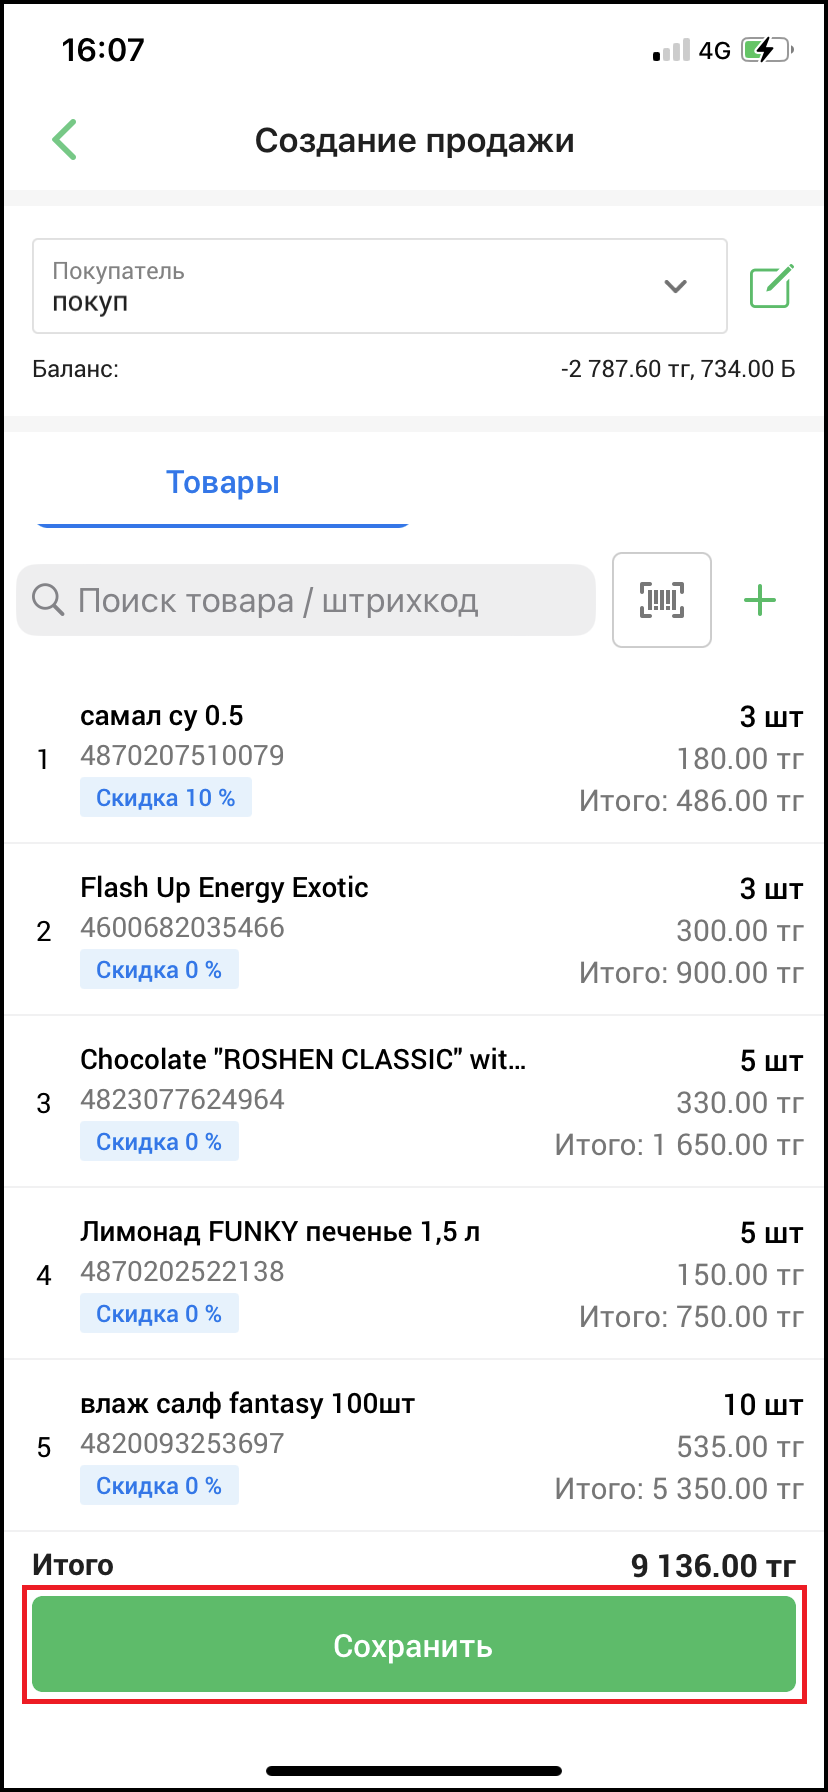 16:07
4G
Создание продажи
Покупатель
покуп
Баланс: -2 787.60 тг, 734.00 Б
Товары
Поиск товара / штрихкод
самал су 0.5 3 шт
1 4870207510079 180.00 тг
Скидка 10 % Итого: 486.00 тг
Flash Up Energy Exotic 3 шт
2 4600682035466 300.00 тг
Скидка 0 % Итого: 900.00 тг
Chocolate "ROSHEN CLASSIC" wit... 5 шт
3 4823077624964 330.00 тг
Скидка 0 % Итого: 1 650.00 тг
Лимонад FUNKY печенье 1,5 л 5 шт
4 4870202522138 150.00 тг
Скидка 0 % Итого: 750.00 тг
влаж салф fantasy 100шт 10 шт
5 4820093253697 535.00 тг
Скидка 0 % Итого: 5 350.00 тг
Итого 9 136.00 тг
Сохранить